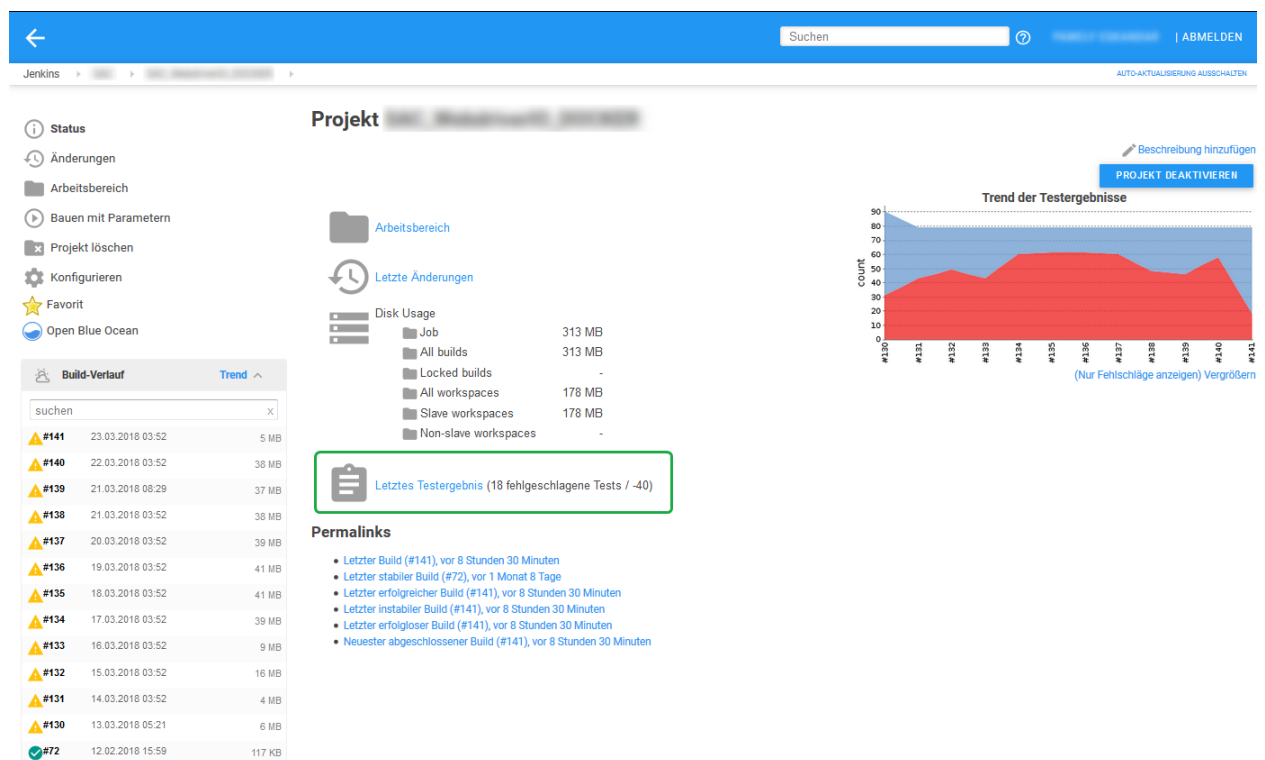 Suchen
| ABMELDEN
Jenkins
AUTO-AKTUALISIERUNG AUSSCHALTEN
Status
Änderungen
Arbeitsbereich
Bauen mit Parametern
Projekt löschen
Konfigurieren
Favorit
Open Blue Ocean
Build-Verlauf Trend
suchen x
#141 23.03.2018 03:52 5 MB
#140 22.03.2018 03:52 38 MB
#139 21.03.2018 08:29 37 MB
#138 21.03.2018 03:52 38 MB
#137 20.03.2018 03:52 39 MB
#136 19.03.2018 03:52 41 MB
#135 18.03.2018 03:52 41 MB
#134 17.03.2018 03:52 39 MB
#133 16.03.2018 03:52 9 MB
#132 15.03.2018 03:52 16 MB
#131 14.03.2018 03:52 4 MB
#130 13.03.2018 05:21 6 MB
#72 12.02.2018 15:59 117 KB
Projekt
Arbeitsbereich
Letzte Änderungen
Disk Usage
Job 313 MB
All builds 313 MB
Locked builds -
All workspaces 178 MB
Slave workspaces 178 MB
Non-slave workspaces -
Letztes Testergebnis (18 fehlgeschlagene Tests / -40)
Permalinks
Letzter Build (#141), vor 8 Stunden 30 Minuten
Letzter stabiler Build (#72), vor 1 Monat 8 Tage
Letzter erfolgreicher Build (#141), vor 8 Stunden 30 Minuten
Letzter instabiler Build (#141), vor 8 Stunden 30 Minuten
Letzter erfolgloser Build (#141), vor 8 Stunden 30 Minuten
Neuester abgeschlossener Build (#141), vor 8 Stunden 30 Minuten
Beschreibung hinzufügen
PROJEKT DEAKTIVIEREN
Trend der Testergebnisse
90
80
70
60
50
40
30
20
10
0
count
#130 #131 #132 #133 #134 #135 #136 #137 #138 #139 #140 #141
(Nur Fehlschläge anzeigen) Vergrößern